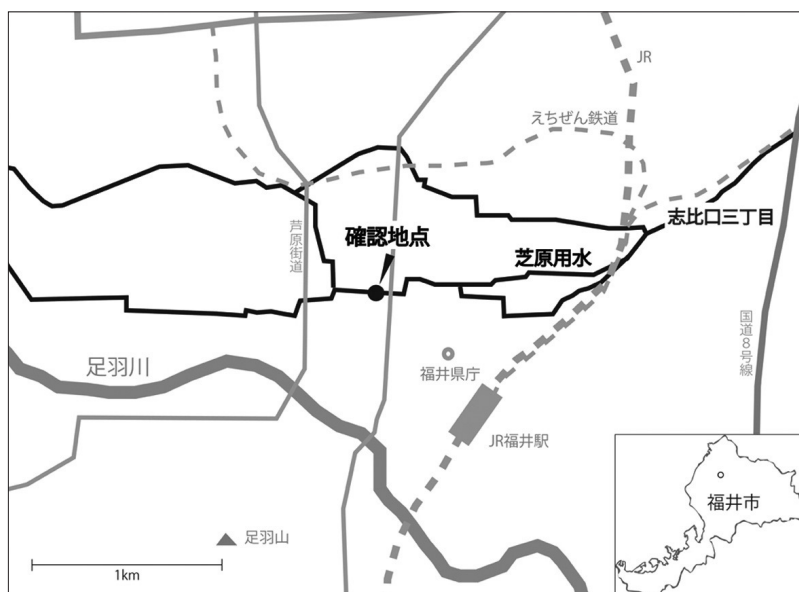 JR
えちぜん鉄道
志比口三丁目
芦原街道
確認地点
芝原用水
国道8号線
足羽川
福井県庁
JR福井駅
福井市
足羽山
1km